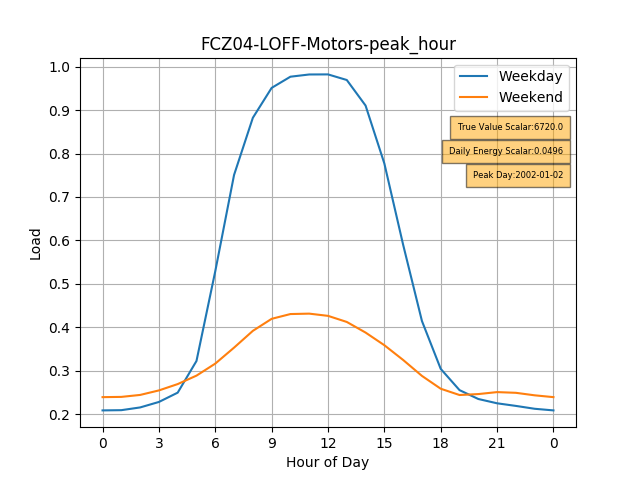 FCZ04-LOFF-Motors-peak_hour
Weekday
Weekend
True Value Scalar:6720.0
Daily Energy Scalar:0.0496
Peak Day:2002-01-02
Load
1.0
0.9
0.8
0.7
0.6
0.5
0.4
0.3
0.2
0 3 6 9 12 15 18 21 0
Hour of Day